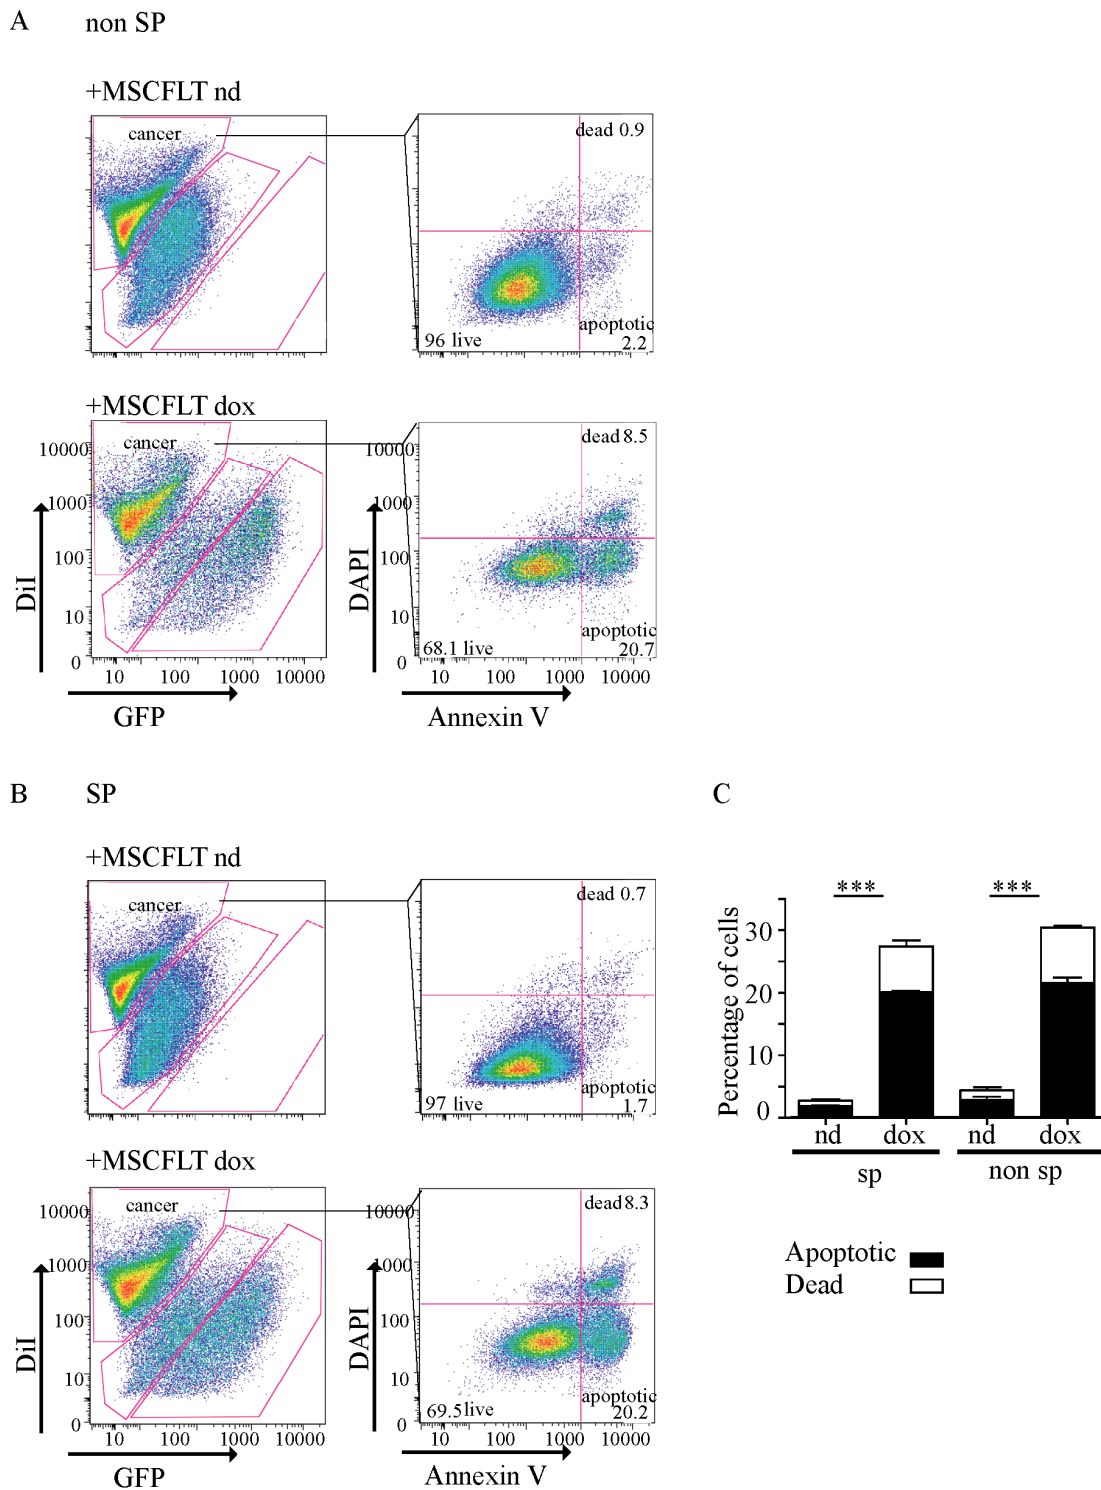 A non SP
+MSCFLT nd
cancer
dead 0.9
96 live
apoptotic
2.2
+MSCFLT dox
cancer
dead 8.5
68.1 live
apoptotic
20.7
10000
1000
100
10
0
DiI
10 100 1000 10000
GFP
10000
1000
100
10
0
DAPI
10 100 1000 10000
Annexin V
B SP
+MSCFLT nd
cancer
dead 0.7
97 live
apoptotic
1.7
+MSCFLT dox
cancer
dead 8.3
69.5 live
apoptotic
20.2
10000
1000
100
10
0
DiI
10 100 1000 10000
GFP
10000
1000
100
10
0
DAPI
10 100 1000 10000
Annexin V
C
*** ***
Percentage of cells
30
20
10
0
nd dox nd dox
sp non sp
Apoptotic
Dead